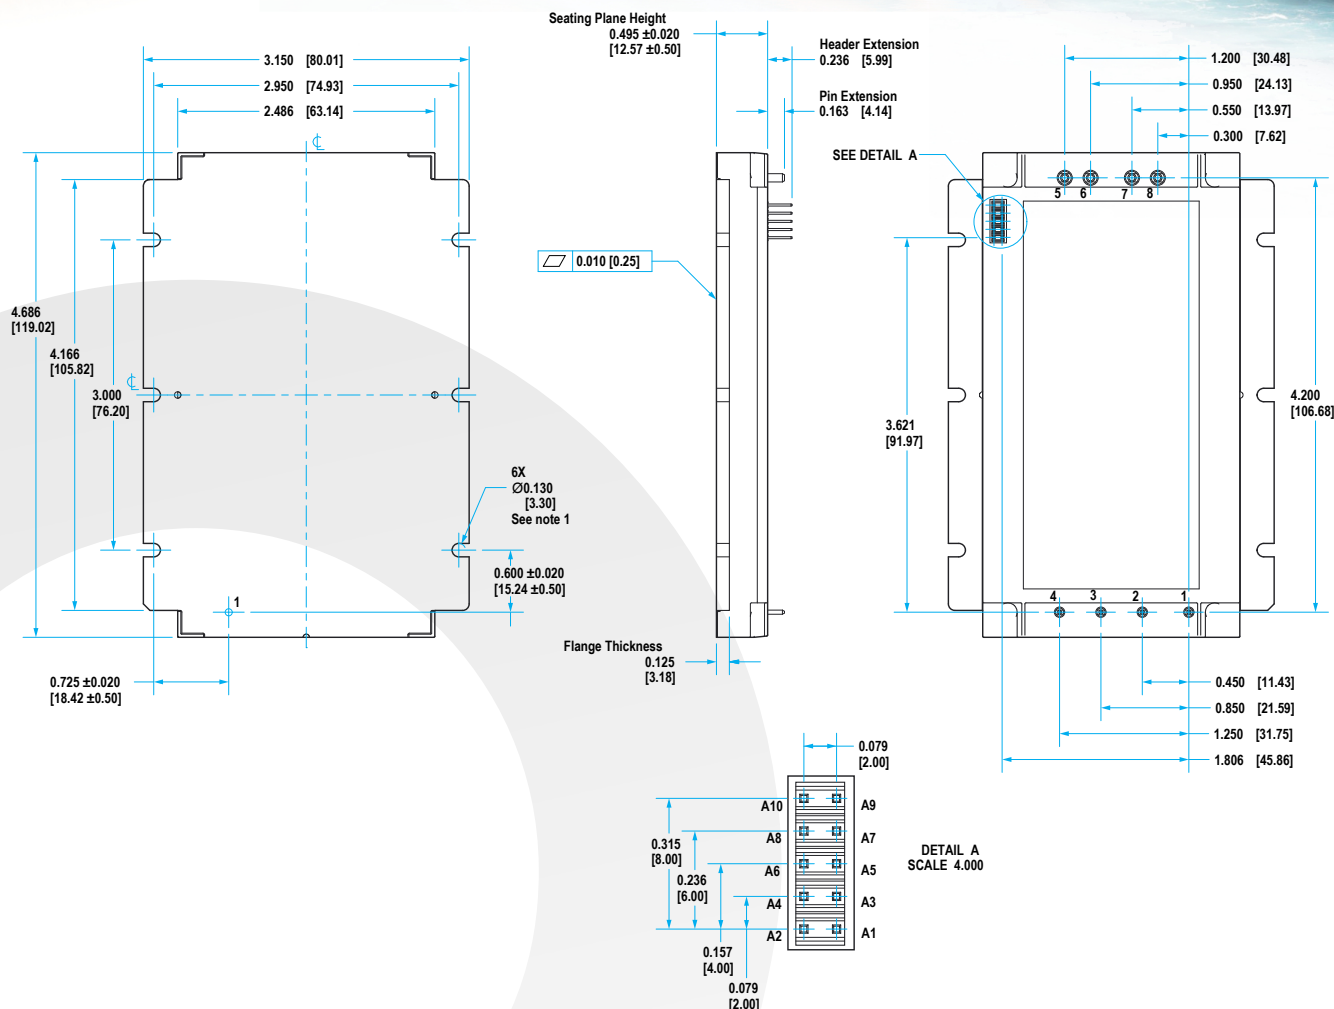 Seating Plane Height
0.495 ±0.020
[12.57 ±0.50]
Header Extension
0.236 [5.99]
Pin Extension
0.163 [4.14]
3.150 [80.01]
2.950 [74.93]
2.486 [63.14]
1.200 [30.48]
0.950 [24.13]
0.550 [13.97]
0.300 [7.62]
SEE DETAIL A
5 6 7 8
0.010 [0.25]
4.686
[119.02]
4.166
[105.82]
3.000
[76.20]
6X
Ø0.130
[3.30]
See note 1
0.600 ±0.020
[15.24 ±0.50]
1
0.725 ±0.020
[18.42 ±0.50]
Flange Thickness
0.125
[3.18]
3.621
[91.97]
4.200
[106.68]
4 3 2 1
0.450 [11.43]
0.850 [21.59]
1.250 [31.75]
1.806 [45.86]
0.079
[2.00]
A10 A9
A8 A7
A6 A5
A4 A3
A2 A1
0.315
[8.00]
0.236
[6.00]
0.157
[4.00]
0.079
[2.00]
DETAIL A
SCALE 4.000